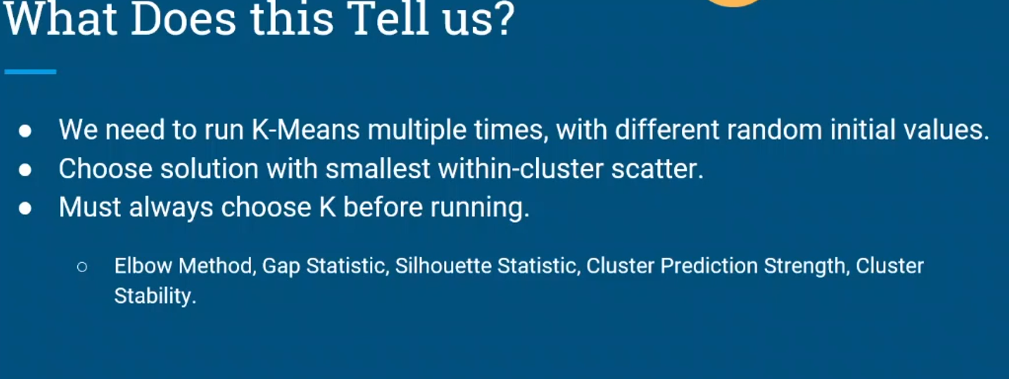 What Does this Tell us?
● We need to run K-Means multiple times, with different random initial values.
● Choose solution with smallest within-cluster scatter.
● Must always choose K before running.
○ Elbow Method, Gap Statistic, Silhouette Statistic, Cluster Prediction Strength, Cluster
Stability.